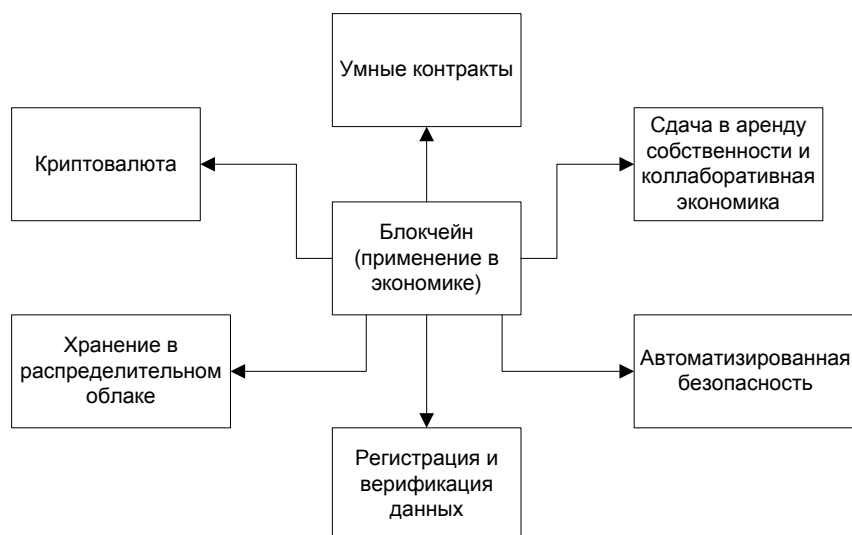 Умные контракты
Криптовалюта
Сдача в аренду
собственности и
коллаборативная
экономика
Блокчейн
(применение в
экономике)
Хранение в
распределительном
облаке
Автоматизированная
безопасность
Регистрация и
верификация
данных